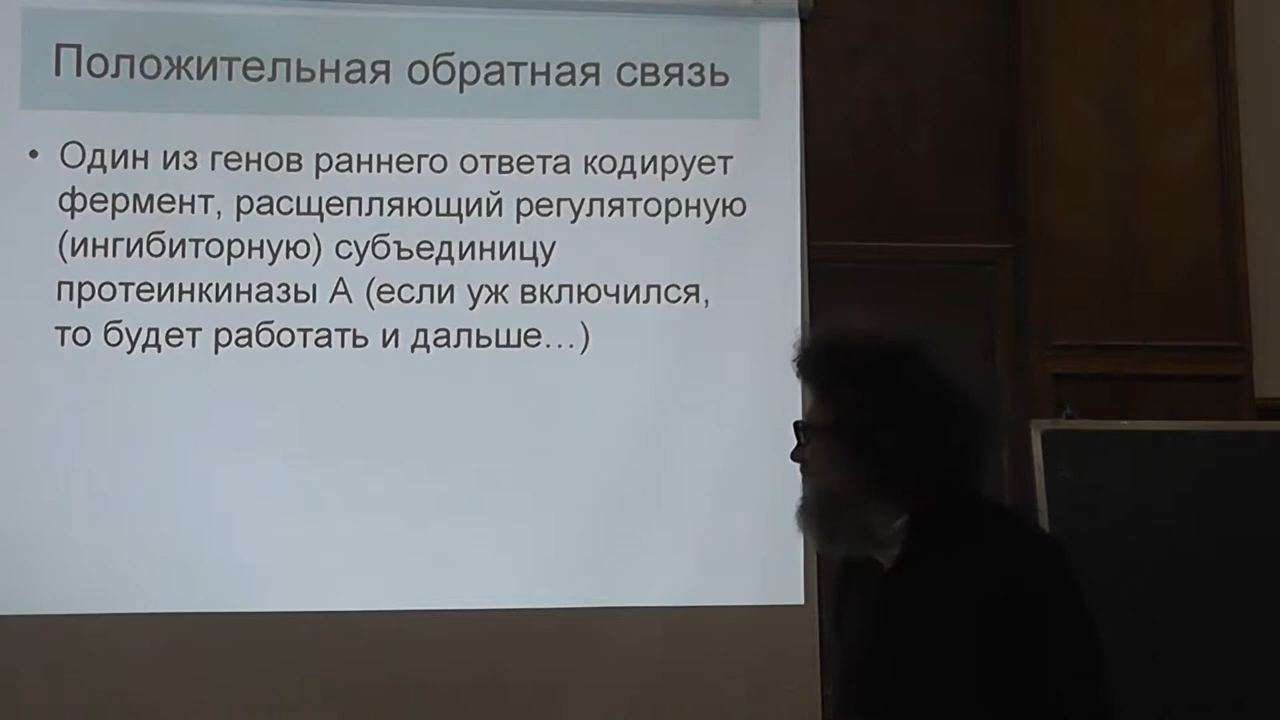 Положительная обратная связь
• Один из генов раннего ответа кодирует
фермент, расщепляющий регуляторную
(ингибиторную) субъединицу
протеинкиназы А (если уж включился,
то будет работать и дальше…)